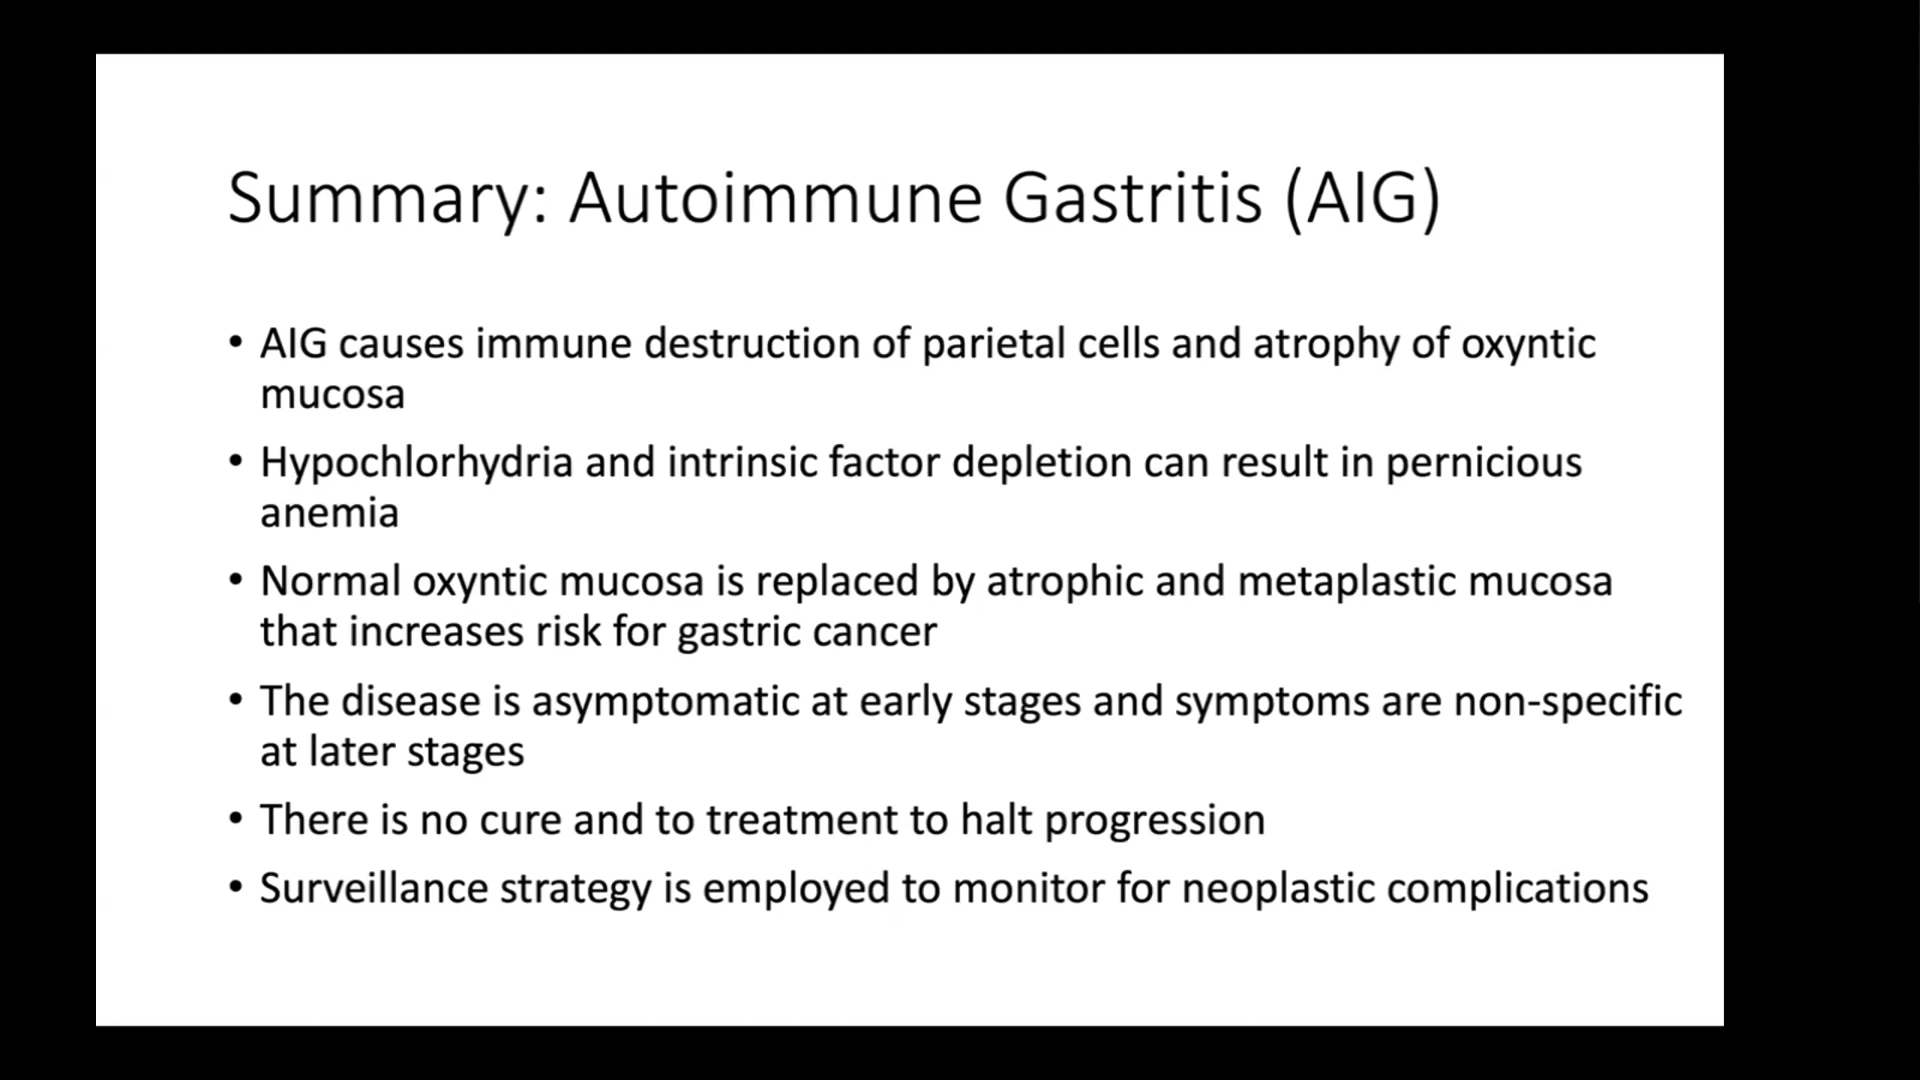 Summary: Autoimmune Gastritis (AIG)
• AIG causes immune destruction of parietal cells and atrophy of oxyntic
mucosa
• Hypochlorhydria and intrinsic factor depletion can result in pernicious
anemia
• Normal oxyntic mucosa is replaced by atrophic and metaplastic mucosa
that increases risk for gastric cancer
• The disease is asymptomatic at early stages and symptoms are non-specific
at later stages
• There is no cure and to treatment to halt progression
• Surveillance strategy is employed to monitor for neoplastic complications